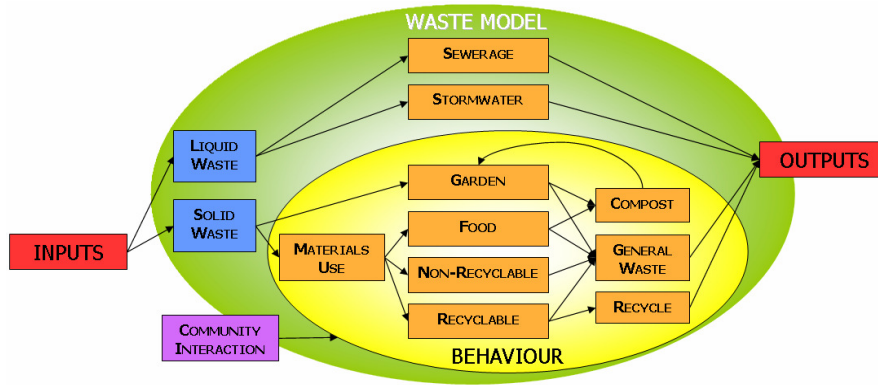 WASTE MODEL
SEWERAGE
STORMWATER
LIQUID
WASTE
OUTPUTS
GARDEN
COMPOST
SOLID
WASTE
FOOD
INPUTS
MATERIALS
USE
GENERAL
WASTE
NON-RECYCLABLE
RECYCLABLE
RECYCLE
COMMUNITY
INTERACTION
BEHAVIOUR